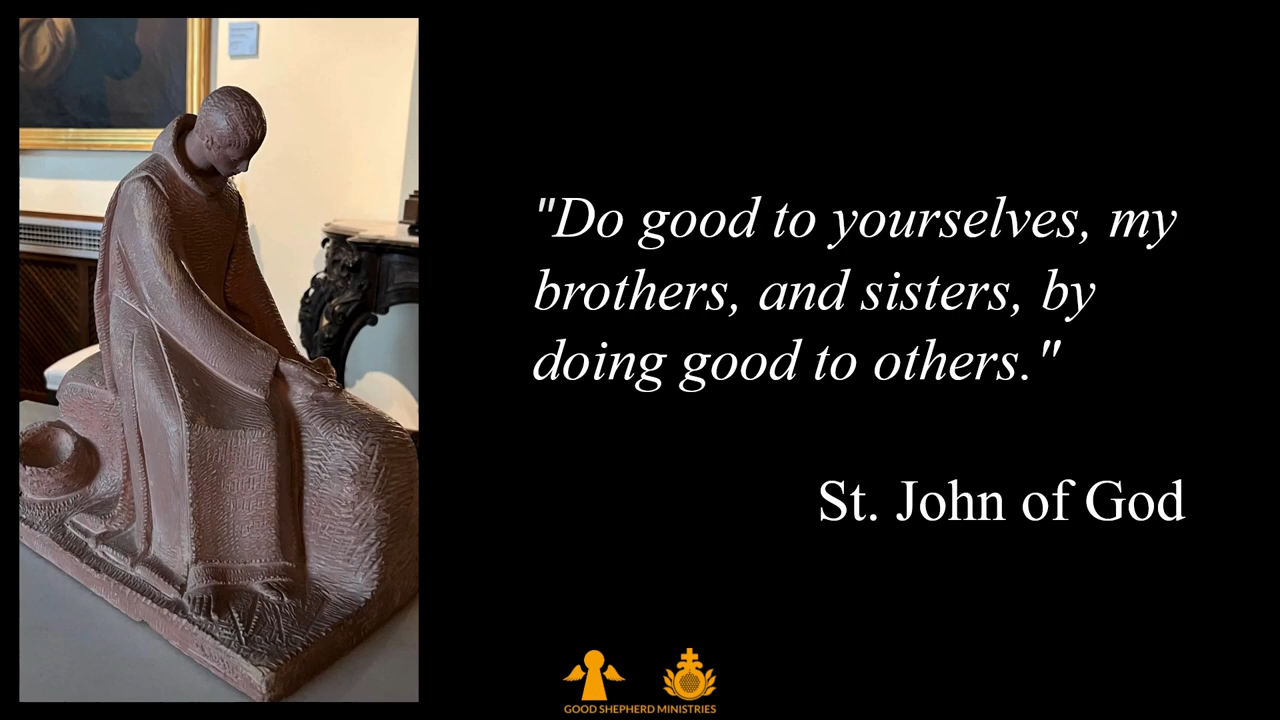 "Do good to yourselves, my
brothers, and sisters, by
doing good to others."
St. John of God
GOOD SHEPHERD MINISTRIES